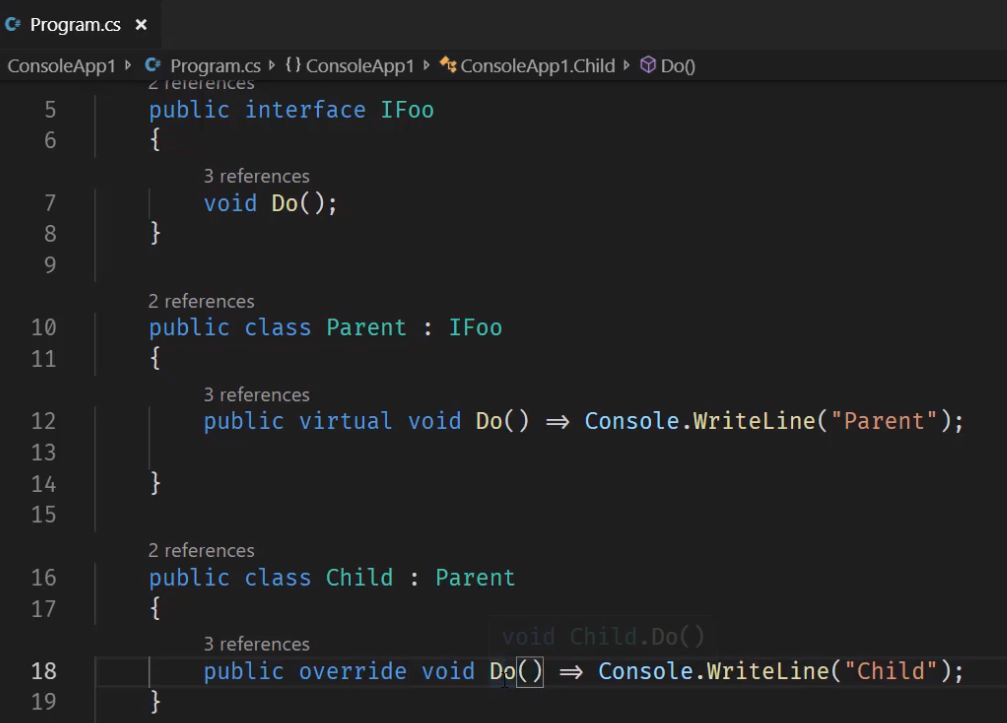 C# Program.cs ×
ConsoleApp1 Program.cs {} ConsoleApp1 ConsoleApp1.Child Do()
2 references
5 public interface IFoo
6 {
3 references
7 void Do();
8 }
9
2 references
10 public class Parent : IFoo
11 {
3 references
12 public virtual void Do() => Console.WriteLine("Parent");
13
14 }
15
2 references
16 public class Child : Parent
17 {
void Child.Do()
3 references
18 public override void Do() => Console.WriteLine("Child");
19 }